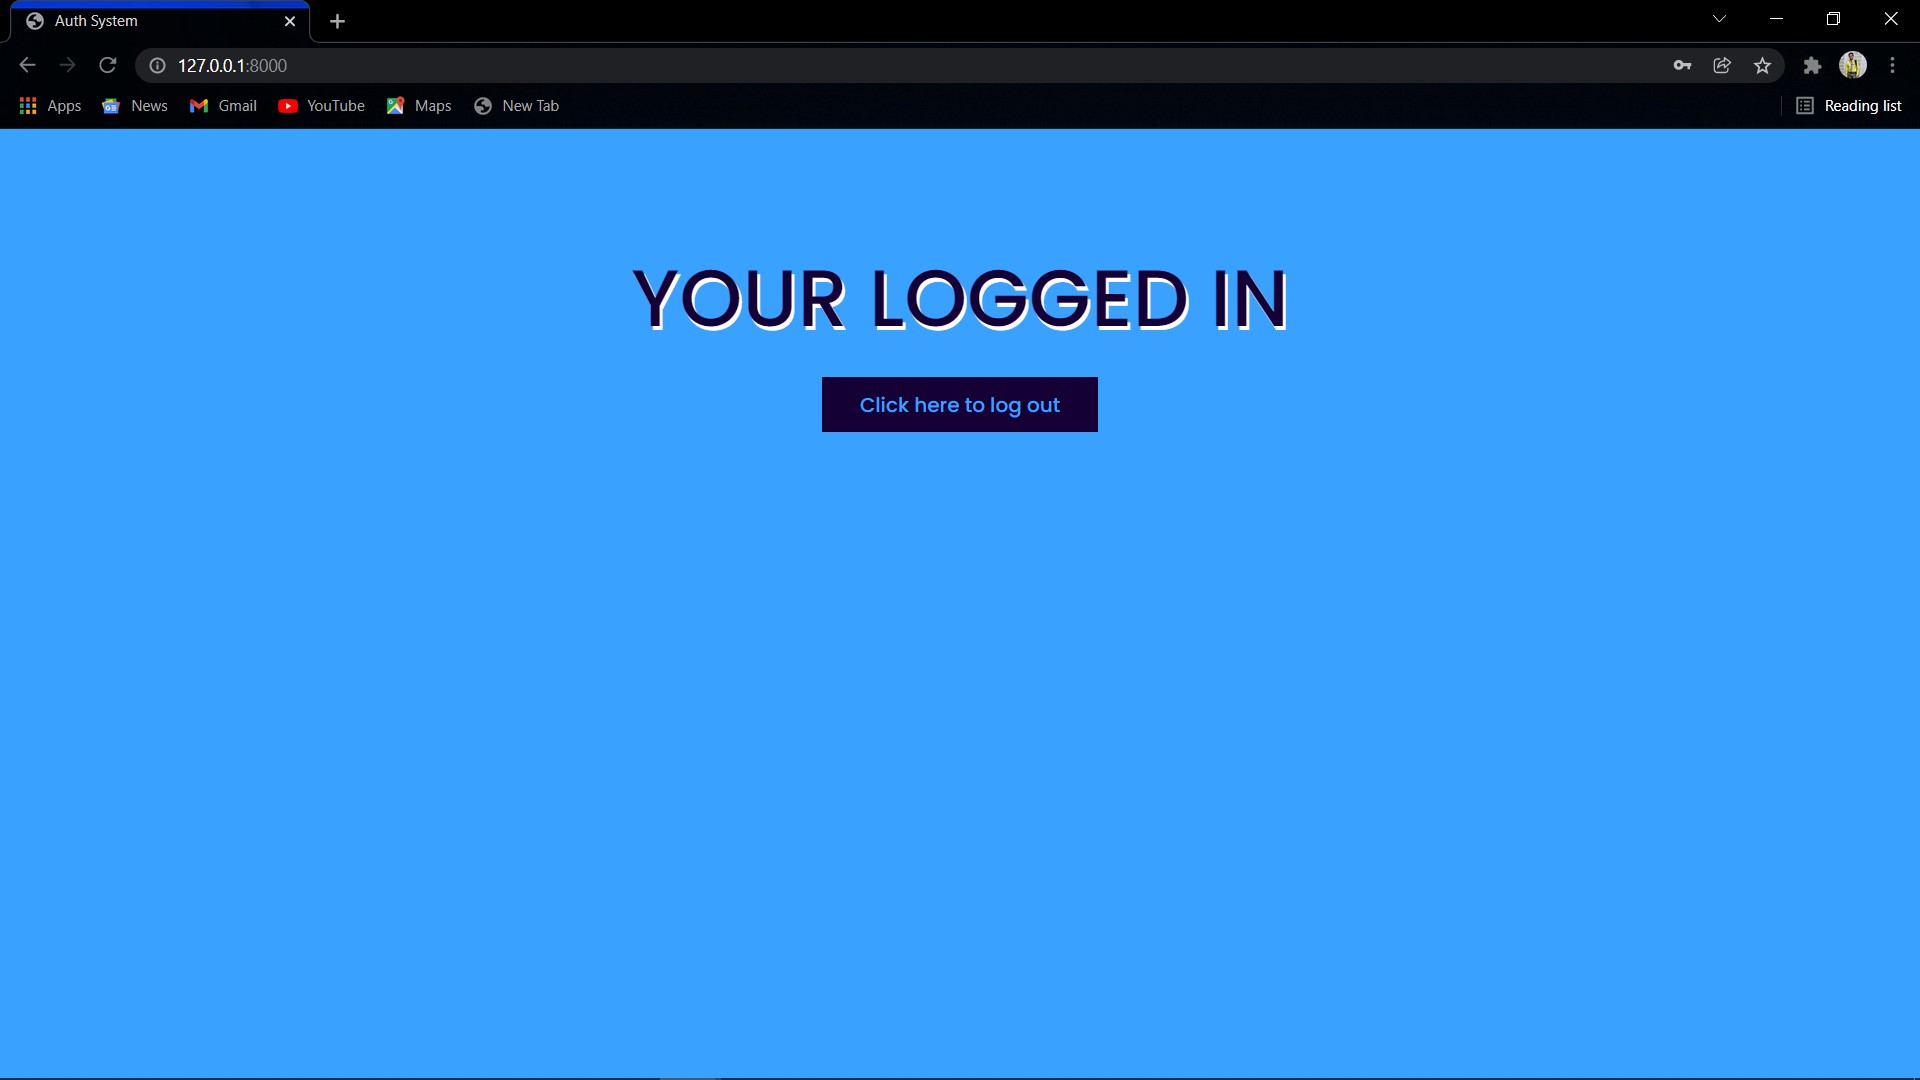 Auth System
127.0.0.1:8000
Apps News Gmail YouTube Maps New Tab Reading list
YOUR LOGGED IN
Click here to log out